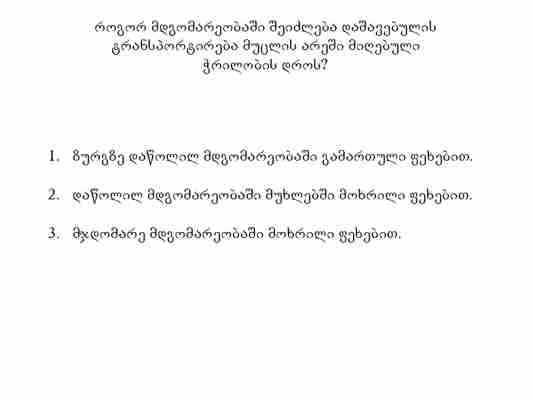 როგორ მდგომარეობაში შეიძლება დაშავებულის
ტრანსპორტირება მუცლის არეში მიღებული
ჭრილობის დროს?
1. ზურგზე დაწოლილ მდგომარეობაში გამართული ფეხებით.
2. დაწოლილ მდგომარეობაში მუხლებში მოხრილი ფეხებით.
3. მჯდომარე მდგომარეობაში მოხრილი ფეხებით.